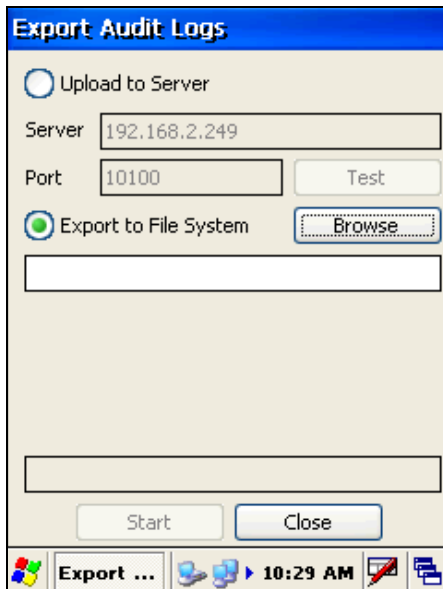 Export Audit Logs
Upload to Server
Server 192.168.2.249
Port 10100 Test
Export to File System Browse
Start Close
Export ... 10:29 AM